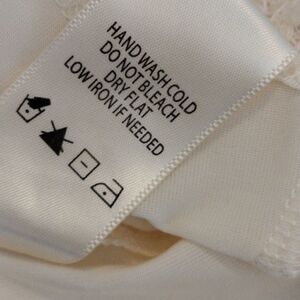 HAND WASH COLD
DO NOT BLEACH
DRY FLAT
LOW IRON IF NEEDED